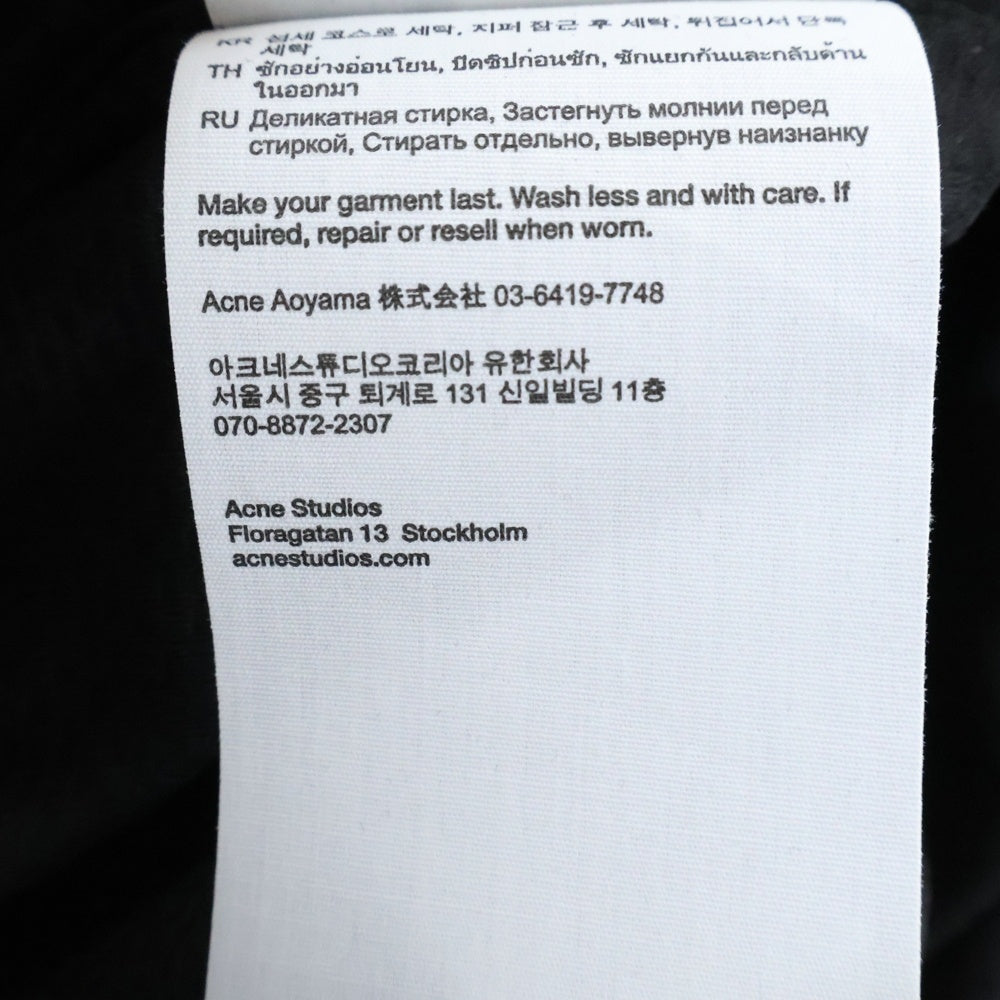 KR 섬세 코스로 세탁, 지퍼 잠근 후 세탁, 뒤집어서 단독
세탁
TH ซักอย่างอ่อนโยน, ปิดซิปก่อนซัก, ซักแยกกันและกลับด้าน
ในออกมา
RU Деликатная стирка, Застегнуть молнии перед
стиркой, Стирать отдельно, вывернув наизнанку
Make your garment last. Wash less and with care. If
required, repair or resell when worn.
Acne Aoyama 株式会社 03-6419-7748
아크네스튜디오코리아 유한회사
서울시 중구 퇴계로 131 신일빌딩 11층
070-8872-2307
Acne Studios
Floragatan 13 Stockholm
acnestudios.com